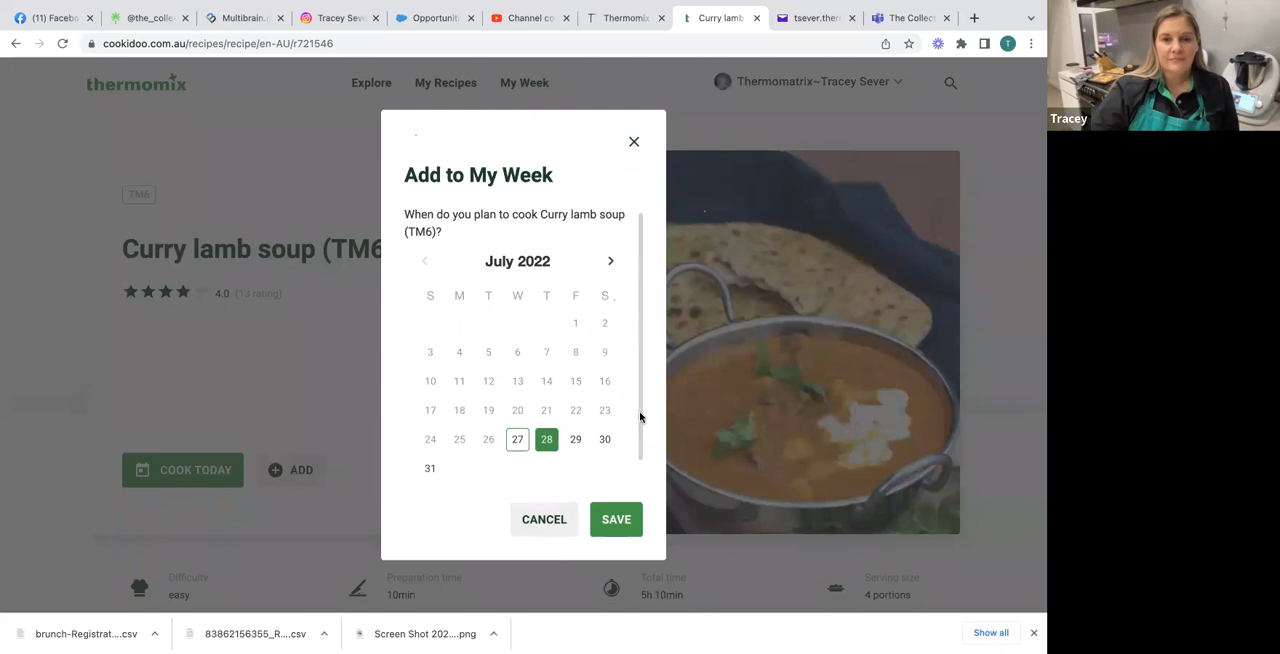 (11) Facebo
@the_colle
Multibrain.n
Tracey Seve
Opportuniti
Channel co
Thermomix
Curry lamb
tsever.ther
The Collect
cookidoo.com.au/recipes/recipe/en-AU/r721546
T
thermomix
Explore
My Recipes
My Week
Thermomatrix~Tracey Sever
Tracey
TM6
Curry lamb soup (TM6
4.0 (13 rating)
COOK TODAY
ADD
Add to My Week
When do you plan to cook Curry lamb soup
(TM6)?
July 2022
S M T W T F S
1 2
3 4 5 6 7 8 9
10 11 12 13 14 15 16
17 18 19 20 21 22 23
24 25 26 27 28 29 30
31
CANCEL
SAVE
Difficulty
easy
Preparation time
10min
Total time
5h 10min
Serving size
4 portions
brunch-Registrat....csv
83862156355_R....csv
Screen Shot 202....png
Show all